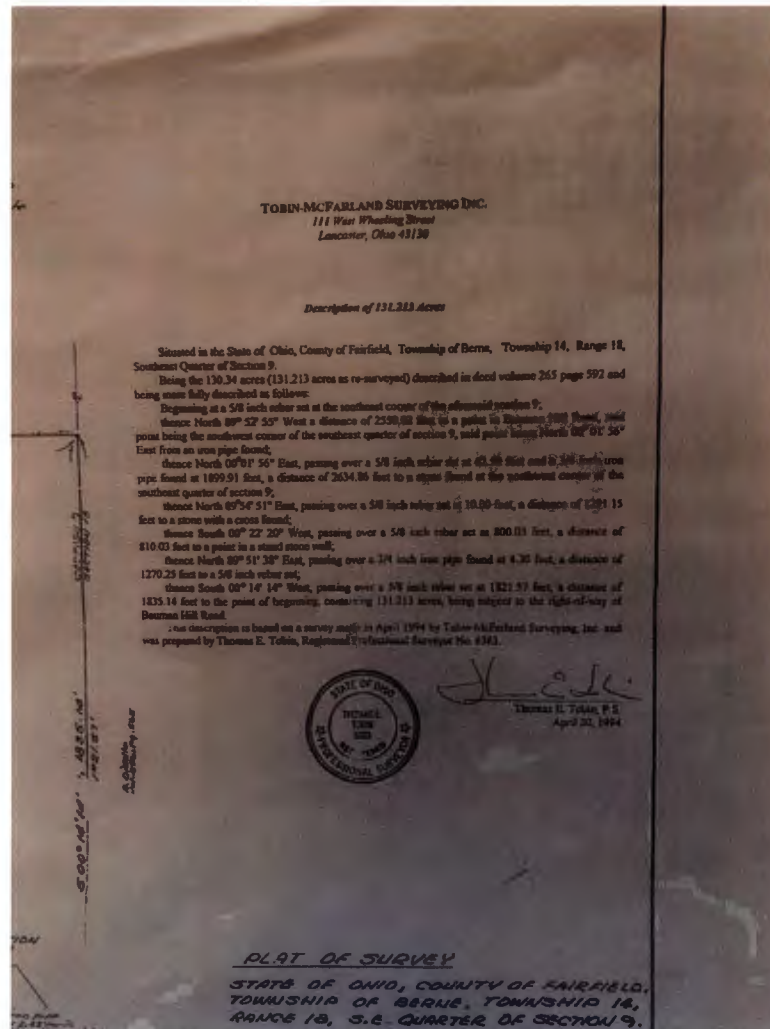 TOBIN-MCFARLAND SURVEYING INC.
111 West Wheeling Street
Lancaster, Ohio 43130
Description of 131.213 Acres
Situated in the State of Ohio, County of Fairfield, Township of Berne, Township 14, Range 18,
Southeast Quarter of Section 9.
Being the 130.34 acres (131.213 acres as re-surveyed) described in deed volume 265 page 592 and
being more fully described as follows:
Beginning at a 5/8 inch rebar set at the southeast corner of the aforesaid section 9;
thence North 89° 52' 55" West a distance of feet to a point in Road, said
point being the southwest corner of the southeast quarter of section 9, said point being North 00° 01' 56"
East from an iron pipe found;
thence North 00°01' 56" East, passing over a 5/8 inch rebar set at feet and a inch iron
pipe found at 1899.91 feet, a distance of 2634.86 feet to a stone found at the northwest corner of the
southeast quarter of section 9;
thence North 89°54' 51" East, passing over a 5/8 inch rebar set at 10.00 feet, a distance of 15
feet to a stone with a cross found;
thence South 00° 22' 20" West, passing over a 5/8 inch rebar set at 800.03 feet, a distance of
810.03 feet to a point in a stand stone wall;
thence North 89° 51' 38" East, passing over a 3/4 inch iron pipe found at 4.30 feet, a distance of
1270.25 feet to a 5/8 inch rebar set;
thence South 00° 14' 14" West, passing over a 5/8 inch rebar set at 1821.57 feet, a distance of
1835.14 feet to the point of beginning, containing 131.213 acres, being subject to the right-of-way of
Bauman Hill Road.
This description is based on a survey made in April 1994 by Tobin-McFarland Surveying, Inc. and
was prepared by Thomas E. Tobin, Registered Professional Surveyor No.
STATE OF OHIO
THOMAS E.
TOBIN
PROFESSIONAL SURVEYOR
Thomas E. Tobin, P.S.
April 20, 1994
S 00° 14' 14" 1835.14'
1821.57'
PLAT OF SURVEY
STATE OF OHIO, COUNTY OF FAIRFIELD,
TOWNSHIP OF BERNE, TOWNSHIP 14,
RANGE 18, S.E. QUARTER OF SECTION 9.